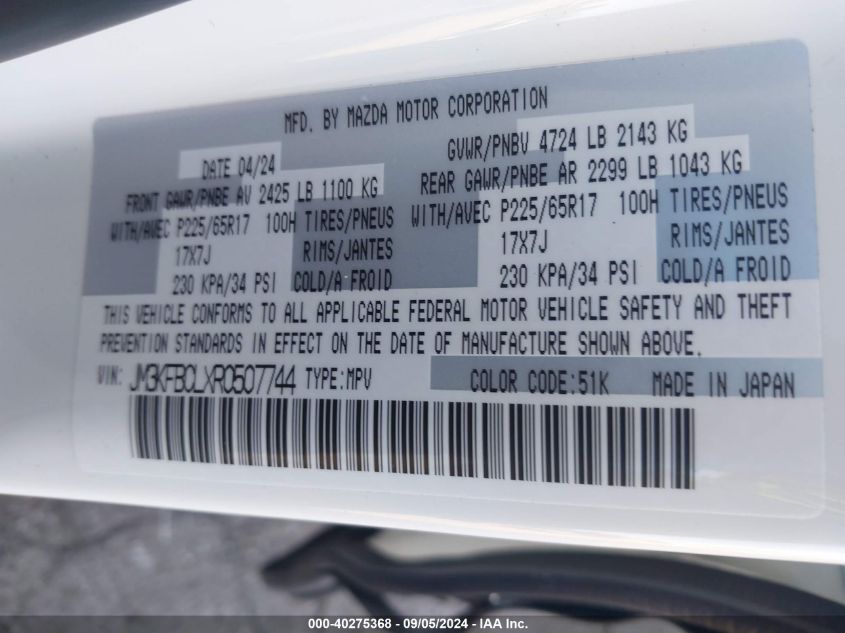 MFD. BY MAZDA MOTOR CORPORATION
DATE 04/24
GVWR/PNBV 4724 LB 2143 KG
FRONT GAWR/PNBE AV 2425 LB 1100 KG
REAR GAWR/PNBE AR 2299 LB 1043 KG
WITH/AVEC P225/65R17 100H TIRES/PNEUS
WITH/AVEC P225/65R17 100H TIRES/PNEUS
17X7J RIMS/JANTES
17X7J RIMS/JANTES
230 KPA/34 PSI COLD/A FROID
230 KPA/34 PSI COLD/A FROID
THIS VEHICLE CONFORMS TO ALL APPLICABLE FEDERAL MOTOR VEHICLE SAFETY AND THEFT
PREVENTION STANDARDS IN EFFECT ON THE DATE OF MANUFACTURE SHOWN ABOVE.
VIN: JM3KFBCLXR0507744 TYPE:MPV COLOR CODE:51K MADE IN JAPAN
000-40275368 - 09/05/2024 - IAA Inc.